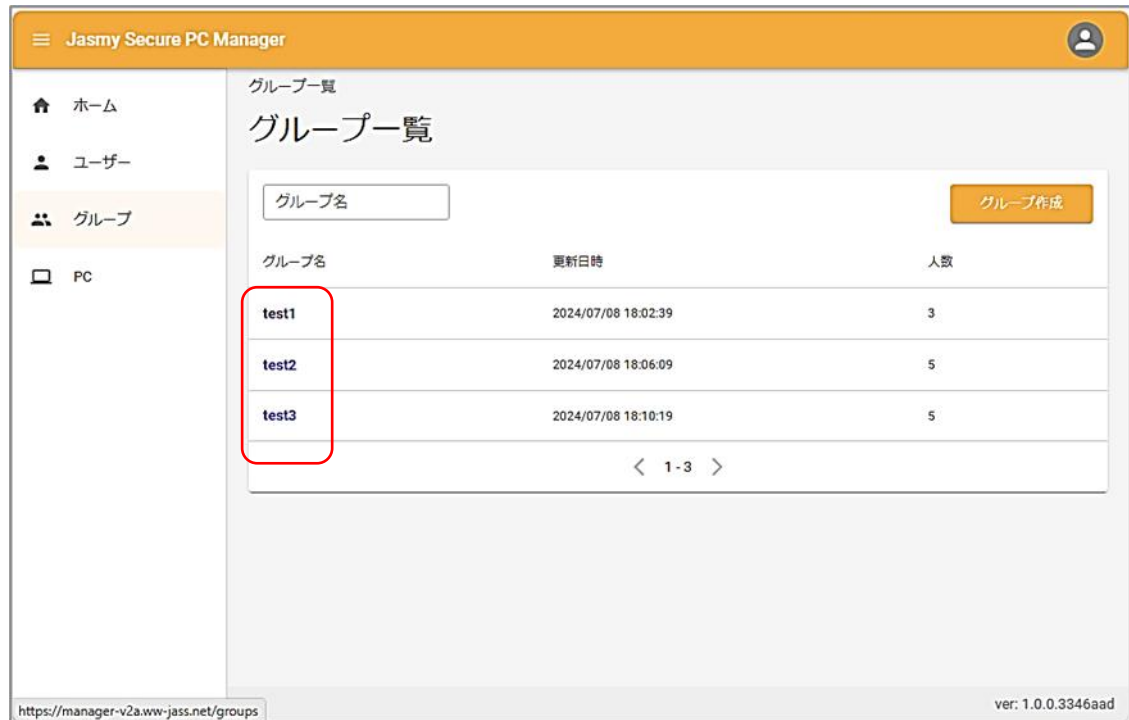 Jasmy Secure PC Manager
ホーム
ユーザー
グループ
PC
グループ一覧
グループ一覧
グループ名
グループ作成
グループ名 更新日時 人数
test1 2024/07/08 18:02:39 3
test2 2024/07/08 18:06:09 5
test3 2024/07/08 18:10:19 5
1 - 3
https://manager-v2a.ww-jass.net/groups
ver: 1.0.0.3346aad